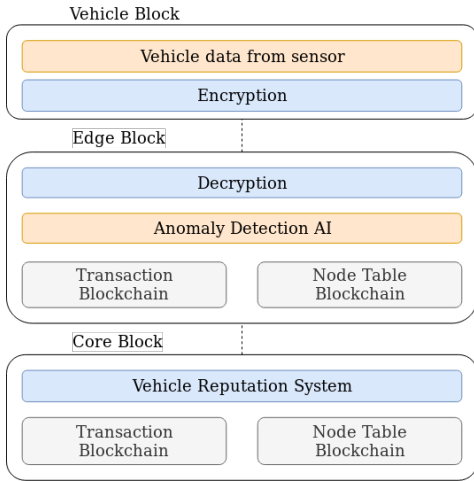 Vehicle Block
Vehicle data from sensor
Encryption
Edge Block
Decryption
Anomaly Detection AI
Transaction
Blockchain
Node Table
Blockchain
Core Block
Vehicle Reputation System
Transaction
Blockchain
Node Table
Blockchain